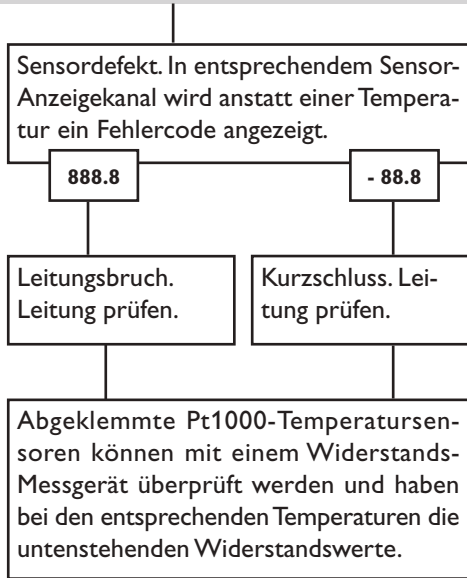 Sensordefekt. In entsprechendem Sensor-
Anzeigekanal wird anstatt einer Tempera-
tur ein Fehlercode angezeigt.
888.8
- 88.8
Leitungsbruch.
Leitung prüfen.
Kurzschluss. Lei-
tung prüfen.
Abgeklemmte Pt1000-Temperatursen-
soren können mit einem Widerstands-
Messgerät überprüft werden und haben
bei den entsprechenden Temperaturen die
untenstehenden Widerstandswerte.